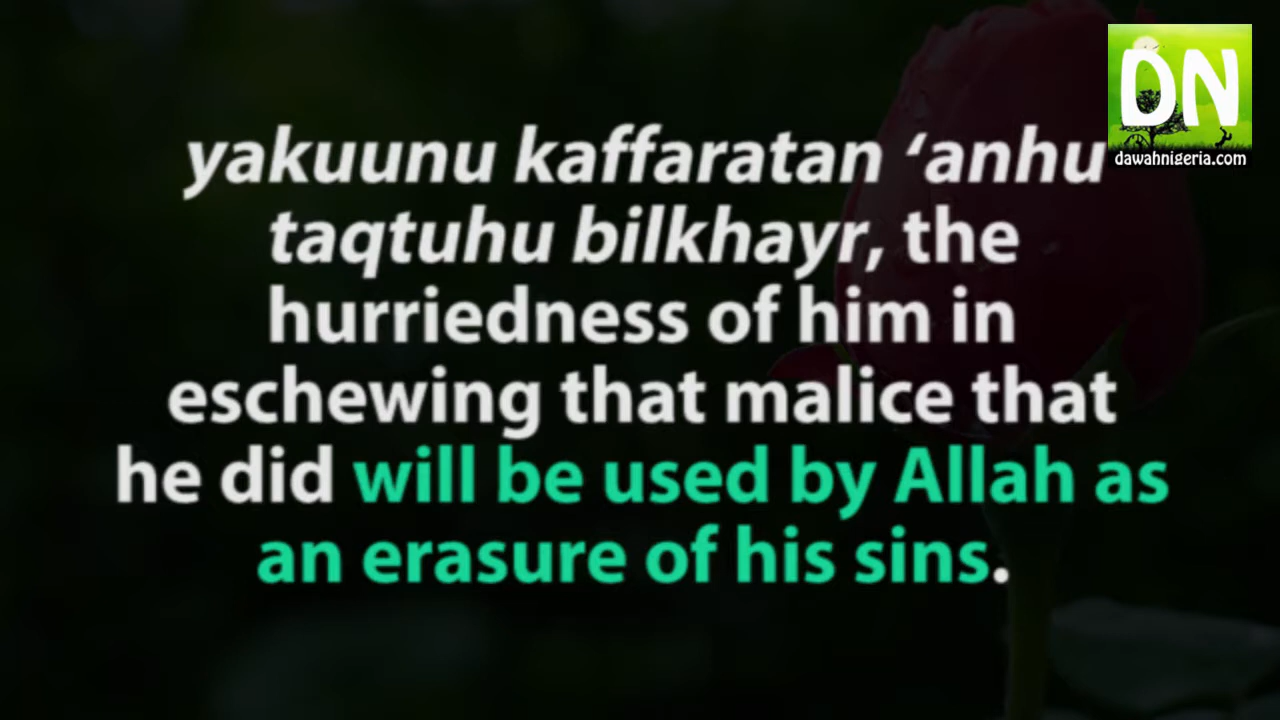 DN
dawahnigeria.com
yakuunu kaffaratan ‘anhu
taqtuhu bilkhayr, the
hurriedness of him in
eschewing that malice that
he did will be used by Allah as
an erasure of his sins.